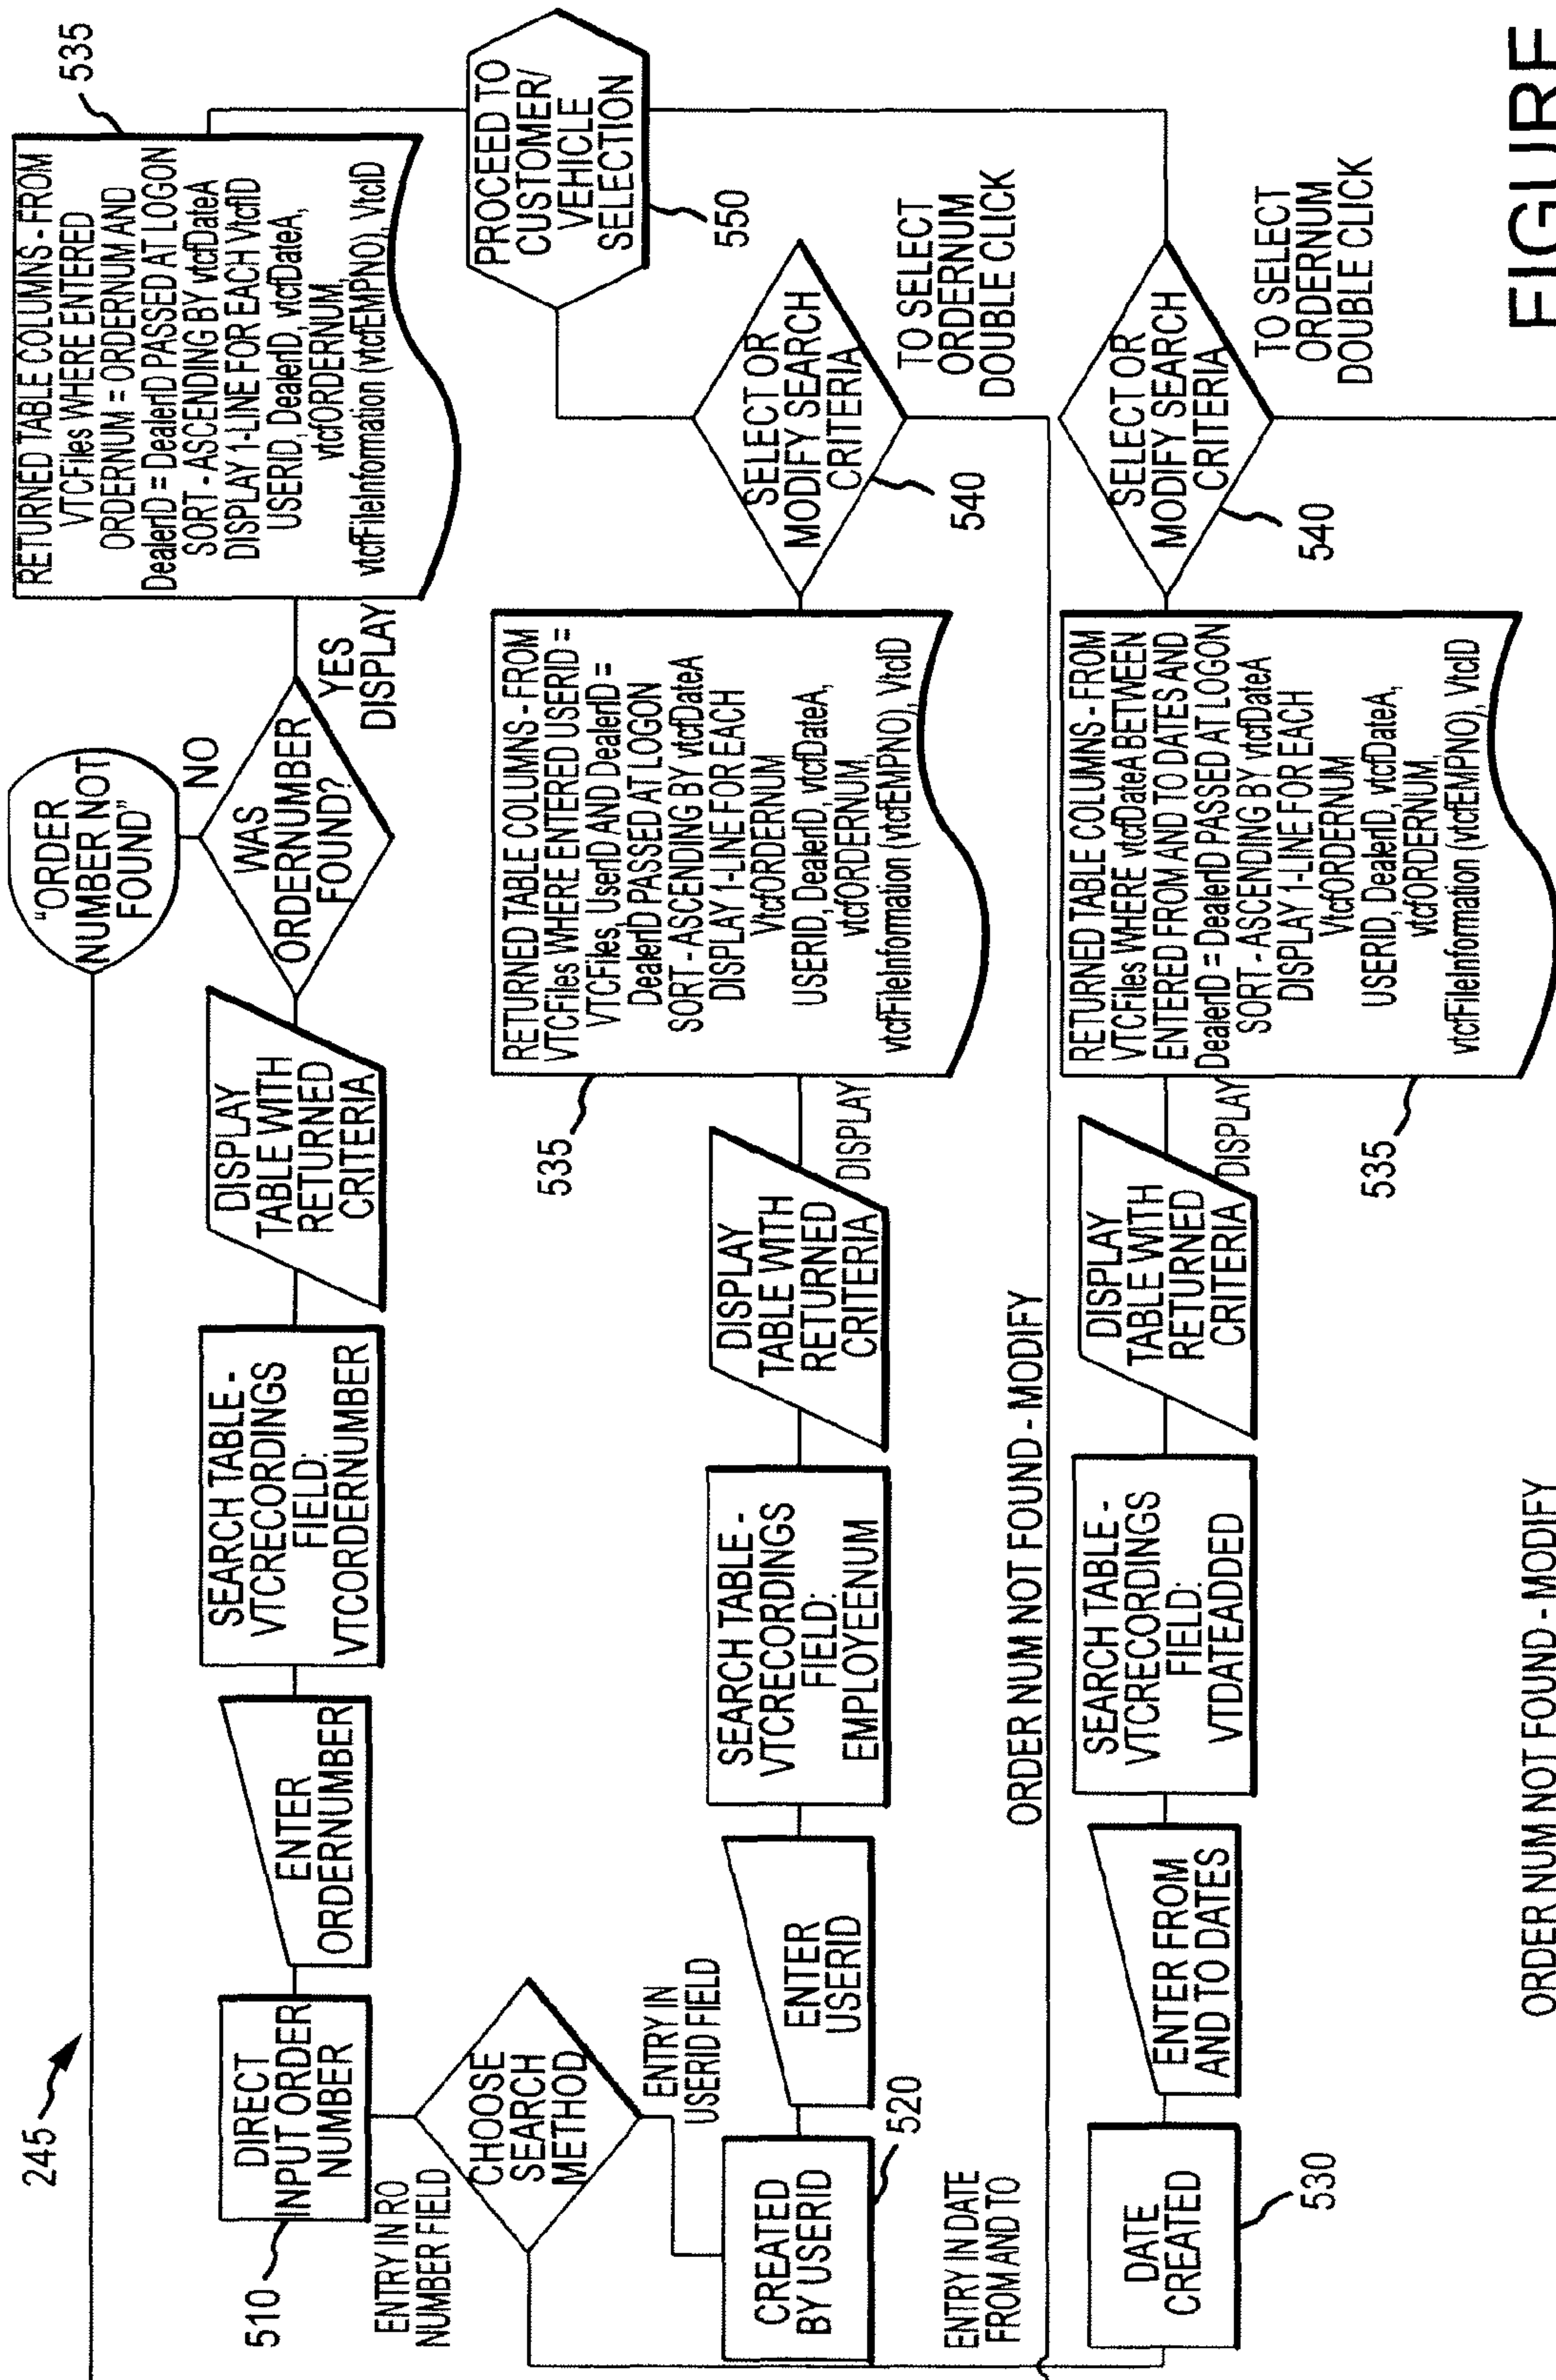 245
"ORDER
NUMBER NOT
FOUND"
NO
510
DIRECT
INPUT ORDER
NUMBER
ENTER
ORDERNUMBER
SEARCH TABLE -
VTCRECORDINGS
FIELD:
VTCORDERNUMBER
DISPLAY
TABLE WITH
RETURNED
CRITERIA
WAS
ORDERNUMBER
FOUND?
YES
DISPLAY
RETURNED TABLE COLUMNS - FROM
VTCFiles WHERE ENTERED
ORDERNUM = ORDERNUM AND
DealerID = DealerID PASSED AT LOGON
SORT - ASCENDING BY vtcfDateA
DISPLAY 1-LINE FOR EACH VtcfID
USERID, DealerID, vtcfDateA,
vtcfORDERNUM,
vtcfFileInformation (vtcfEMPNO), VtcID
535
ENTRY IN RO
NUMBER FIELD
CHOOSE
SEARCH
METHOD
ENTRY IN
USERID FIELD
PROCEED TO
CUSTOMER/
VEHICLE
SELECTION
550
CREATED
BY USERID
520
ENTER
USERID
SEARCH TABLE -
VTCRECORDINGS
FIELD:
EMPLOYEENUM
DISPLAY
TABLE WITH
RETURNED
CRITERIA
DISPLAY
535
RETURNED TABLE COLUMNS - FROM
VTCFiles WHERE ENTERED USERID =
VTCFiles, UserID AND DealerID =
DealerID PASSED AT LOGON
SORT - ASCENDING BY vtcfDateA
DISPLAY 1-LINE FOR EACH
VtcfORDERNUM
USERID, DealerID, vtcfDateA,
vtcfORDERNUM,
vtcfFileInformation (vtcfEMPNO), VtcID
SELECT OR
MODIFY SEARCH
CRITERIA
540
TO SELECT
ORDERNUM
DOUBLE CLICK
ENTRY IN DATE
FROM AND TO
ORDER NUM NOT FOUND - MODIFY
DATE
CREATED
530
ENTER FROM
AND TO DATES
SEARCH TABLE -
VTCRECORDINGS
FIELD:
VTDATEADDED
DISPLAY
TABLE WITH
RETURNED
CRITERIA
DISPLAY
535
RETURNED TABLE COLUMNS - FROM
VTCFiles WHERE vtcfDateA BETWEEN
ENTERED FROM AND TO DATES AND
DealerID = DealerID PASSED AT LOGON
SORT - ASCENDING BY vtcfDateA
DISPLAY 1-LINE FOR EACH
VtcfORDERNUM
USERID, DealerID, vtcfDateA,
vtcfORDERNUM,
vtcfFileInformation (vtcfEMPNO), VtcID
SELECT OR
MODIFY SEARCH
CRITERIA
540
TO SELECT
ORDERNUM
DOUBLE CLICK
ORDER NUM NOT FOUND - MODIFY
FIGURE